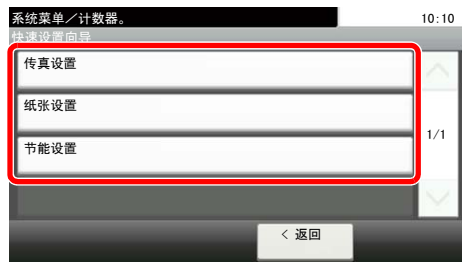 系统菜单／计数器。
10:10
快速设置向导
传真设置
纸张设置
1/1
节能设置
< 返回